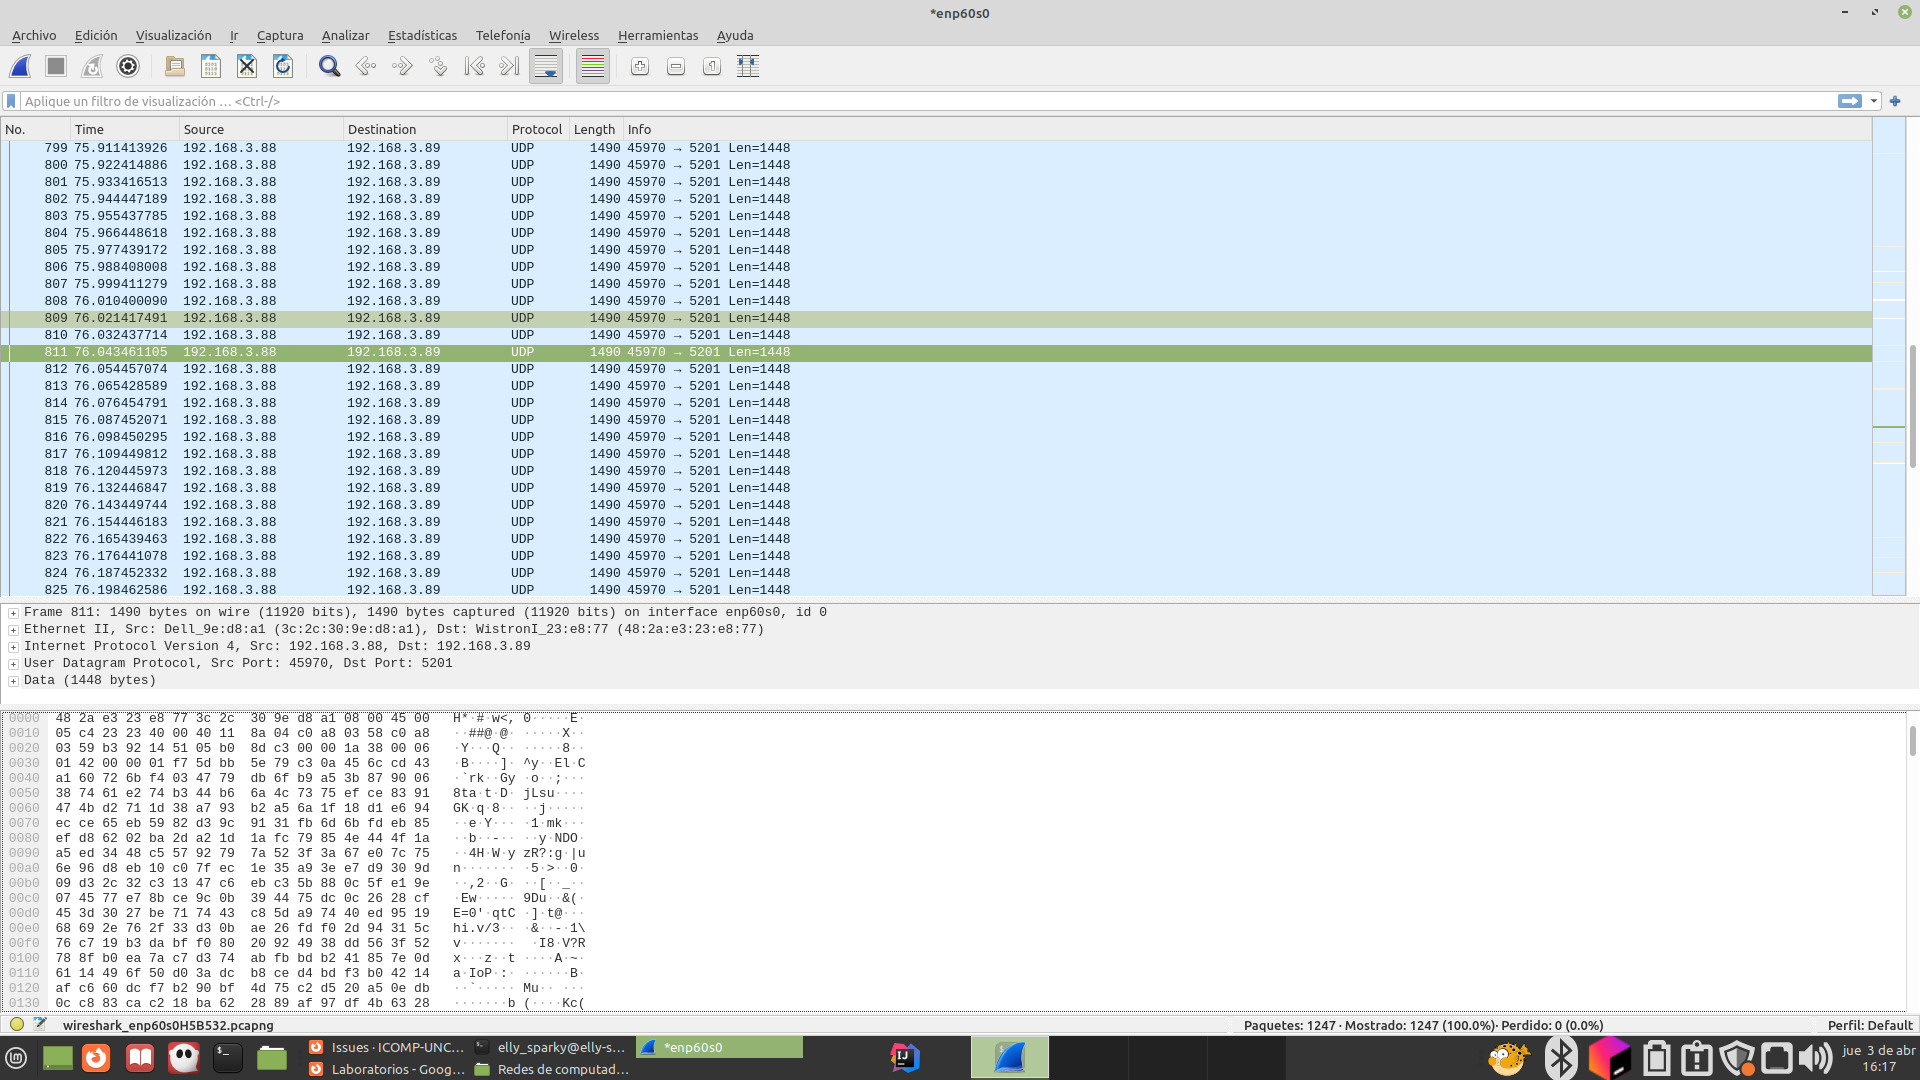 *enp60s0
Archivo Edición Visualización Ir Captura Analizar Estadísticas Telefonía Wireless Herramientas Ayuda
Aplique un filtro de visualización … <Ctrl-/>
No. Time Source Destination Protocol Length Info
799 75.911413926 192.168.3.88 192.168.3.89 UDP 1490 45970 → 5201 Len=1448
800 75.922414886 192.168.3.88 192.168.3.89 UDP 1490 45970 → 5201 Len=1448
801 75.933416513 192.168.3.88 192.168.3.89 UDP 1490 45970 → 5201 Len=1448
802 75.944447189 192.168.3.88 192.168.3.89 UDP 1490 45970 → 5201 Len=1448
803 75.955437785 192.168.3.88 192.168.3.89 UDP 1490 45970 → 5201 Len=1448
804 75.966448618 192.168.3.88 192.168.3.89 UDP 1490 45970 → 5201 Len=1448
805 75.977439172 192.168.3.88 192.168.3.89 UDP 1490 45970 → 5201 Len=1448
806 75.988408008 192.168.3.88 192.168.3.89 UDP 1490 45970 → 5201 Len=1448
807 75.999411279 192.168.3.88 192.168.3.89 UDP 1490 45970 → 5201 Len=1448
808 76.010400090 192.168.3.88 192.168.3.89 UDP 1490 45970 → 5201 Len=1448
809 76.021417491 192.168.3.88 192.168.3.89 UDP 1490 45970 → 5201 Len=1448
810 76.032437714 192.168.3.88 192.168.3.89 UDP 1490 45970 → 5201 Len=1448
811 76.043461105 192.168.3.88 192.168.3.89 UDP 1490 45970 → 5201 Len=1448
812 76.054457074 192.168.3.88 192.168.3.89 UDP 1490 45970 → 5201 Len=1448
813 76.065428589 192.168.3.88 192.168.3.89 UDP 1490 45970 → 5201 Len=1448
814 76.076454791 192.168.3.88 192.168.3.89 UDP 1490 45970 → 5201 Len=1448
815 76.087452071 192.168.3.88 192.168.3.89 UDP 1490 45970 → 5201 Len=1448
816 76.098450295 192.168.3.88 192.168.3.89 UDP 1490 45970 → 5201 Len=1448
817 76.109449812 192.168.3.88 192.168.3.89 UDP 1490 45970 → 5201 Len=1448
818 76.120445973 192.168.3.88 192.168.3.89 UDP 1490 45970 → 5201 Len=1448
819 76.132446847 192.168.3.88 192.168.3.89 UDP 1490 45970 → 5201 Len=1448
820 76.143449744 192.168.3.88 192.168.3.89 UDP 1490 45970 → 5201 Len=1448
821 76.154446183 192.168.3.88 192.168.3.89 UDP 1490 45970 → 5201 Len=1448
822 76.165439463 192.168.3.88 192.168.3.89 UDP 1490 45970 → 5201 Len=1448
823 76.176441078 192.168.3.88 192.168.3.89 UDP 1490 45970 → 5201 Len=1448
824 76.187452332 192.168.3.88 192.168.3.89 UDP 1490 45970 → 5201 Len=1448
825 76.198462586 192.168.3.88 192.168.3.89 UDP 1490 45970 → 5201 Len=1448
Frame 811: 1490 bytes on wire (11920 bits), 1490 bytes captured (11920 bits) on interface enp60s0, id 0
Ethernet II, Src: Dell_9e:d8:a1 (3c:2c:30:9e:d8:a1), Dst: WistronI_23:e8:77 (48:2a:e3:23:e8:77)
Internet Protocol Version 4, Src: 192.168.3.88, Dst: 192.168.3.89
User Datagram Protocol, Src Port: 45970, Dst Port: 5201
Data (1448 bytes)
0000 48 2a e3 23 e8 77 3c 2c 30 9e d8 a1 08 00 45 00 H*·#·w<, 0·····E·
0010 05 c4 23 23 40 00 40 11 8a 04 c0 a8 03 58 c0 a8 ··##@·@· ·····X··
0020 03 59 b3 92 14 51 05 b0 8d c3 00 00 1a 38 00 06 ·Y···Q·· ·····8··
0030 01 42 00 00 01 f7 5d bb 5e 79 c3 0a 45 6c cd 43 ·B····]· ^y··El·C
0040 a1 60 72 6b f4 03 47 79 db 6f b9 a5 3b 87 90 06 ·`rk··Gy ·o··;···
0050 38 74 61 e2 74 b3 44 b6 6a 4c 73 75 ef ce 83 91 8ta·t·D· jLsu····
0060 47 4b d2 71 1d 38 a7 93 b2 a5 6a 1f 18 d1 e6 94 GK·q·8·· ··j·····
0070 ec ce 65 eb 59 82 d3 9c 91 31 fb 6d 6b fd eb 85 ··e·Y··· ·1·mk···
0080 ef d8 62 02 ba 2d a2 1d 1a fc 79 85 4e 44 4f 1a ··b··-·· ··y·NDO·
0090 a5 ed 34 48 c5 57 92 79 7a 52 3f 3a 67 e0 7c 75 ··4H·W·y zR?:g·|u
00a0 6e 96 d8 eb 10 c0 7f ec 1e 35 a9 3e e7 d9 30 9d n······· ·5·>··0·
00b0 09 d3 2c 32 c3 13 47 c6 eb c3 5b 88 0c 5f e1 9e ··,2··G· ··[··_··
00c0 07 45 77 e7 8b ce 9c 0b 39 44 75 dc 0c 26 28 cf ·Ew····· 9Du··&(·
00d0 45 3d 30 27 be 71 74 43 c8 5d a9 74 40 ed 95 19 E=0'·qtC ·]·t@···
00e0 68 69 2e 76 2f 33 d3 0b ae 26 fd f0 2d 94 31 5c hi.v/3·· ·&··-·1\
00f0 76 c7 19 b3 da bf f0 80 20 92 49 38 dd 56 3f 52 v·······  ·I8·V?R
0100 78 8f b0 ea 7a c7 d3 74 ab fb bd b2 41 85 7e 0d x···z··t ····A·~·
0110 61 14 49 6f 50 d0 3a dc b8 ce d4 bd f3 b0 42 14 a·IoP·:· ······B·
0120 af c6 60 dc f7 b2 90 bf 4d 75 c2 d5 20 a5 0e db ··`····· Mu·· ···
0130 0c c8 83 ca c2 18 ba 62 28 89 af 97 df 4b 63 28 ·······b (····Kc(
wireshark_enp60s0H5B532.pcapng Paquetes: 1247 · Mostrado: 1247 (100.0%)· Perdido: 0 (0.0%) Perfil: Default
Issues · ICOMP-UNC... elly_sparky@elly-s... *enp60s0
Laboratorios - Goog... Redes de computad...
jue 3 de abr
16:17